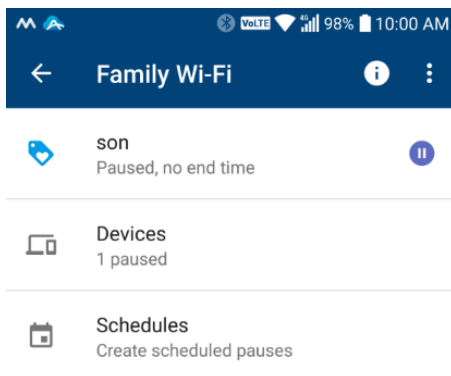 VoLTE 4G 98% 10:00 AM
Family Wi-Fi
son
Paused, no end time
Devices
1 paused
Schedules
Create scheduled pauses